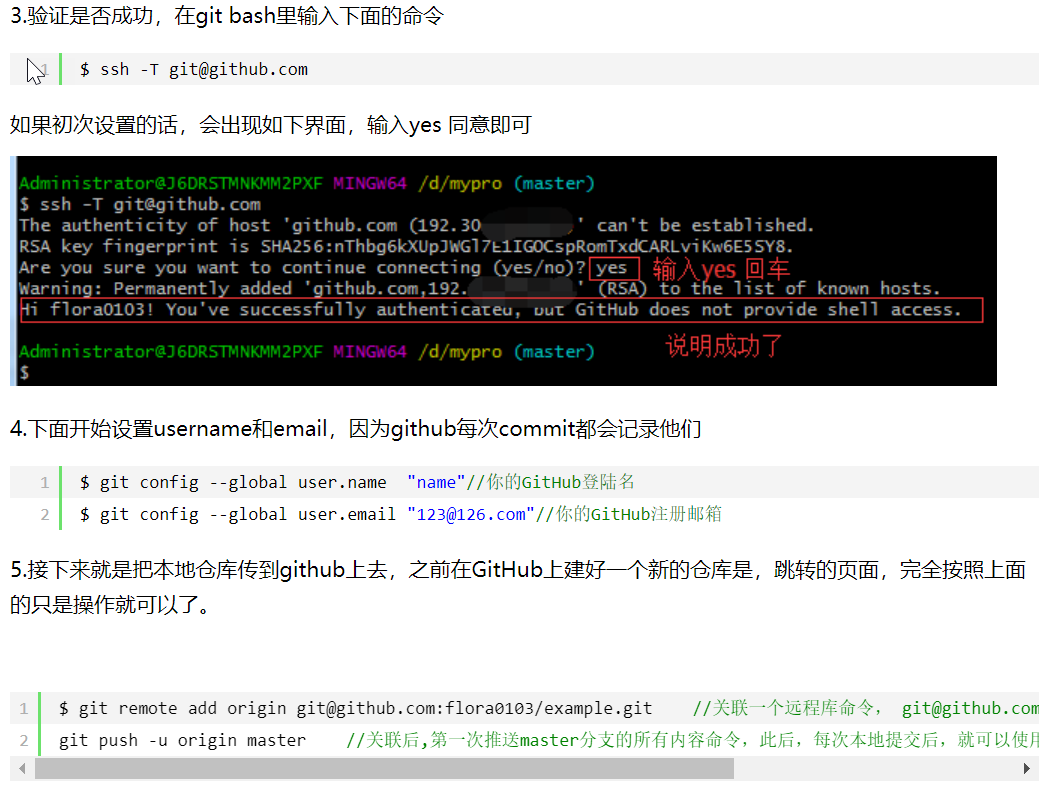 3.验证是否成功，在git bash里输入下面的命令
1 $ ssh -T git@github.com
如果初次设置的话，会出现如下界面，输入yes 同意即可
Administrator@J6DRSTMNKMM2PXF MINGW64 /d/mypro (master)
$ ssh -T git@github.com
The authenticity of host 'github.com (192.30 ' can't be established.
RSA key fingerprint is SHA256:nThbg6kXUpJWGl7E1IGOCspRomTxdCARLviKw6E5SY8.
Are you sure you want to continue connecting (yes/no)? yes 输入yes 回车
Warning: Permanently added 'github.com,192. ' (RSA) to the list of known hosts.
Hi flora0103! You've successfully authenticated, but GitHub does not provide shell access.
说明成功了
Administrator@J6DRSTMNKMM2PXF MINGW64 /d/mypro (master)
$
4.下面开始设置username和email，因为github每次commit都会记录他们
1 $ git config --global user.name  "name"//你的GitHub登陆名
2 $ git config --global user.email "123@126.com"//你的GitHub注册邮箱
5.接下来就是把本地仓库传到github上去，之前在GitHub上建好一个新的仓库是，跳转的页面，完全按照上面
的只是操作就可以了。
1 $ git remote add origin git@github.com:flora0103/example.git    //关联一个远程库命令， git@github.com
2 git push -u origin master    //关联后,第一次推送master分支的所有内容命令，此后，每次本地提交后，就可以使用